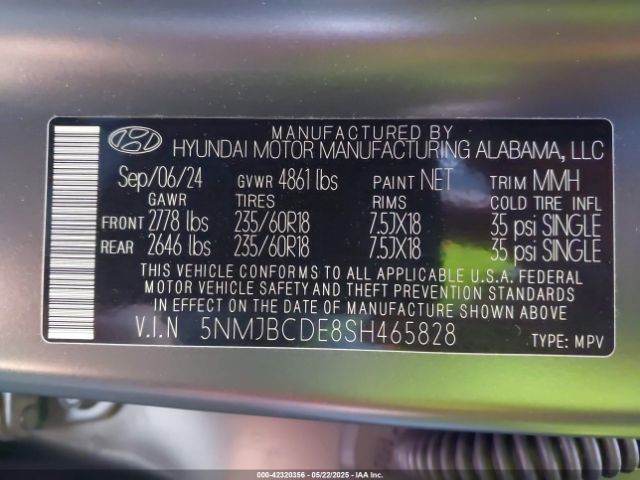 MANUFACTURED BY
HYUNDAI MOTOR MANUFACTURING ALABAMA, LLC
Sep/06/24 GVWR 4861 lbs PAINT NET TRIM MMH
GAWR TIRES RIMS COLD TIRE INFL
FRONT 2778 lbs 235/60R18 7.5JX18 35 psi SINGLE
REAR 2646 lbs 235/60R18 7.5JX18 35 psi SINGLE
THIS VEHICLE CONFORMS TO ALL APPLICABLE U.S.A. FEDERAL
MOTOR VEHICLE SAFETY AND THEFT PREVENTION STANDARDS
IN EFFECT ON THE DATE OF MANUFACTURE SHOWN ABOVE
V.I.N 5NMJBCDE8SH465828 TYPE: MPV
000-42320356 - 05/22/2025 - IAA Inc.